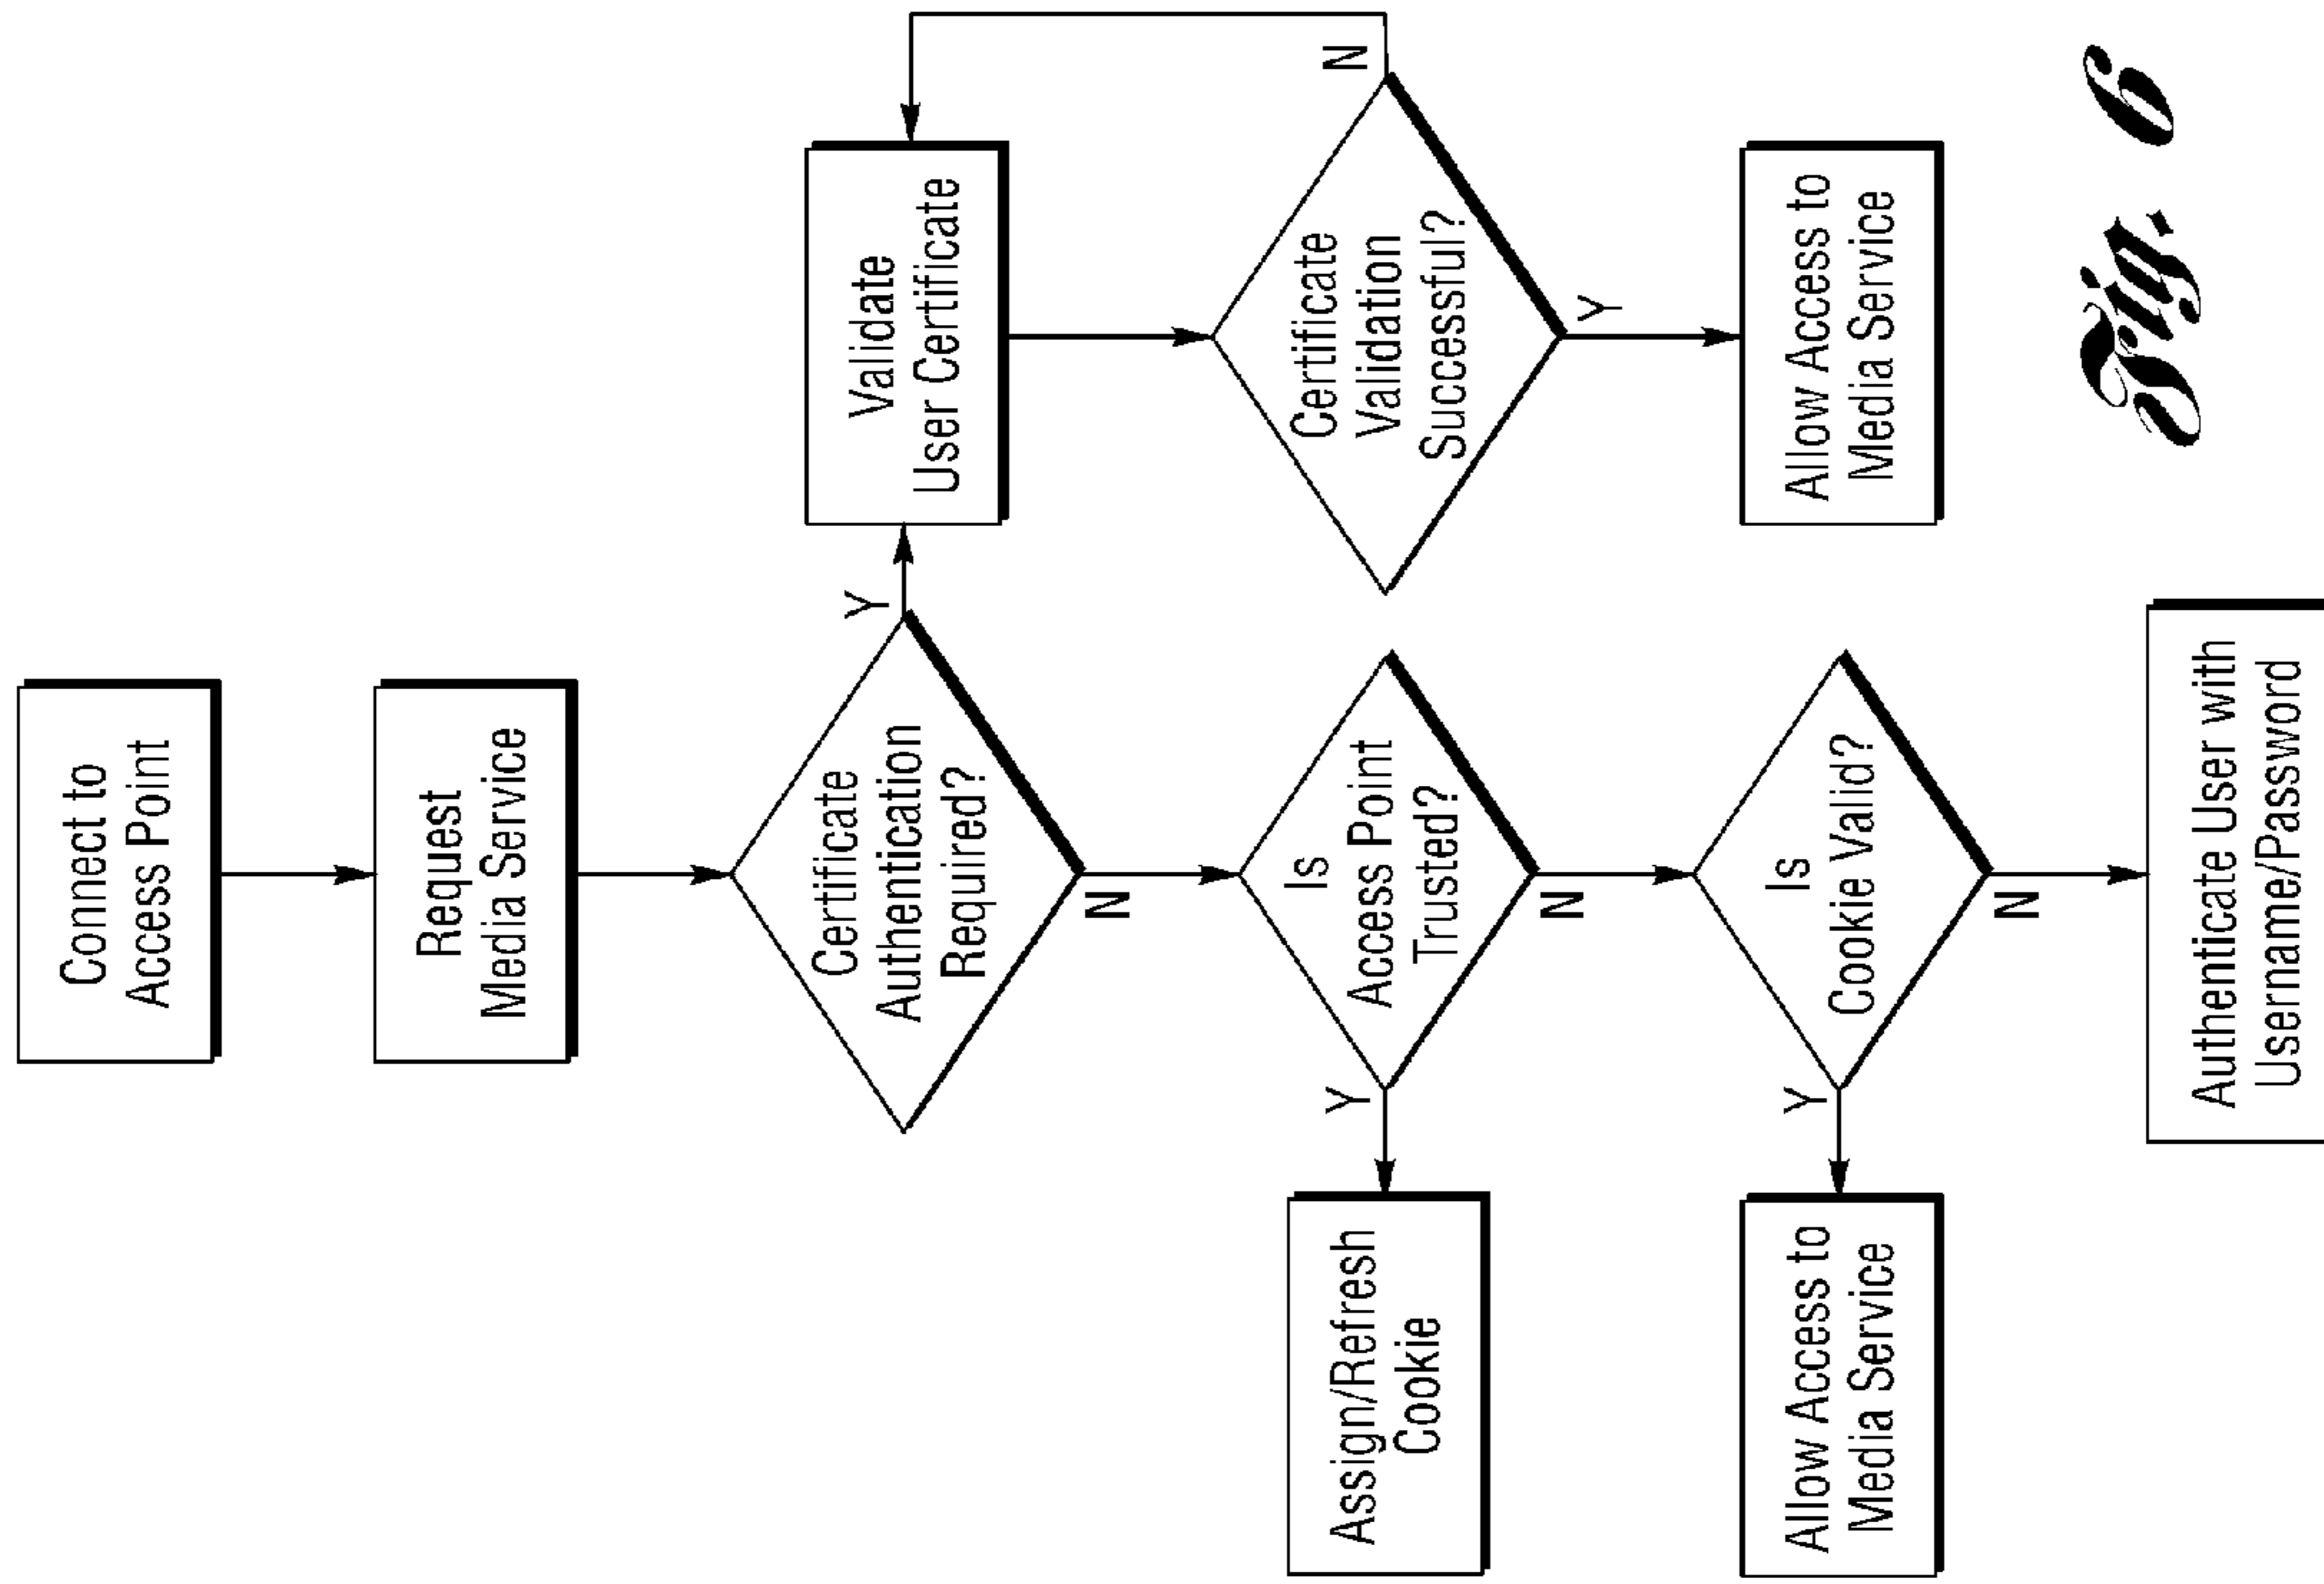 Connect to
Access Point
Request
Media Service
Certificate
Authentication
Required?
Y
N
Validate
User Certificate
Certificate
Validation
Successful?
N
Y
Allow Access to
Media Service
Is
Access Point
Trusted?
Y
N
Assign/Refresh
Cookie
Is
Cookie Valid?
Y
N
Allow Access to
Media Service
Authenticate User with
Username/Password
Fig. 6